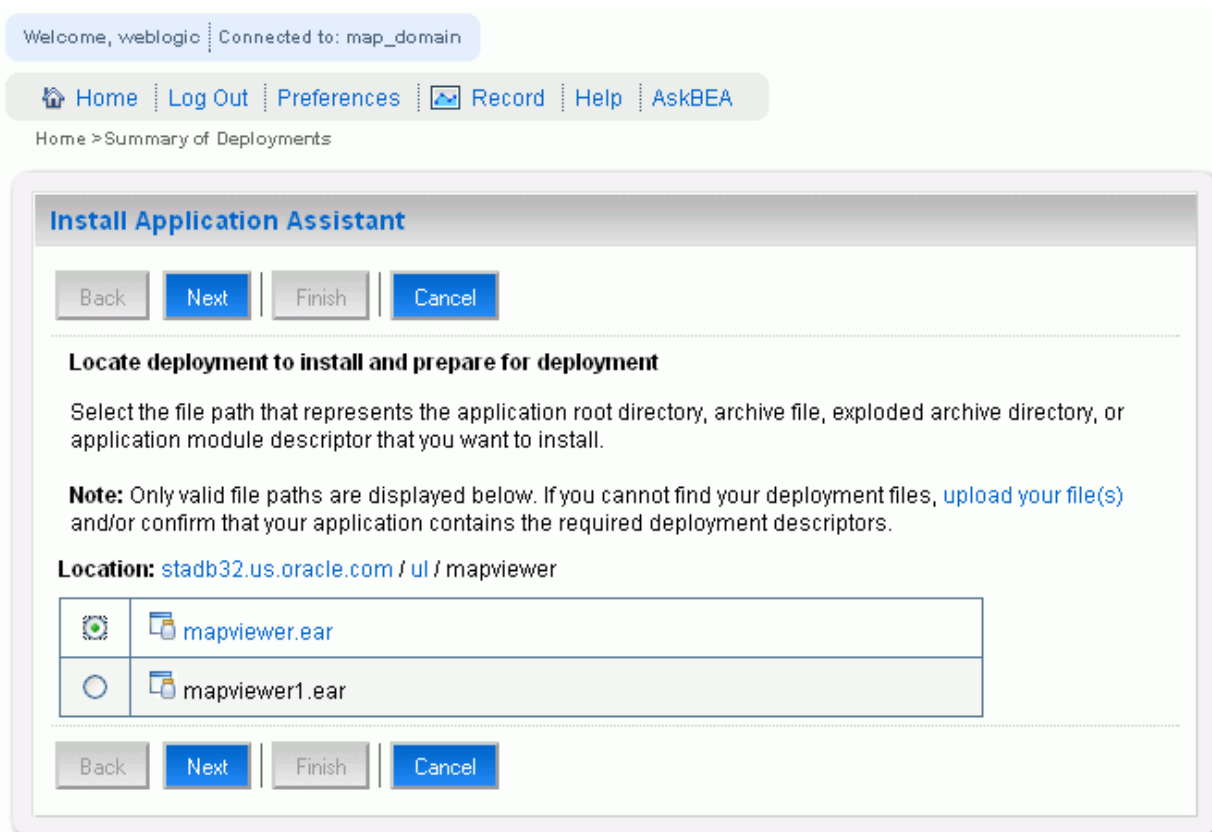 Welcome, weblogic Connected to: map_domain
Home Log Out Preferences Record Help AskBEA
Home >Summary of Deployments
Install Application Assistant
Back Next Finish Cancel
Locate deployment to install and prepare for deployment
Select the file path that represents the application root directory, archive file, exploded archive directory, or
application module descriptor that you want to install.
Note: Only valid file paths are displayed below. If you cannot find your deployment files, upload your file(s)
and/or confirm that your application contains the required deployment descriptors.
Location: stadb32.us.oracle.com / ul / mapviewer
mapviewer.ear
mapviewer1.ear
Back Next Finish Cancel